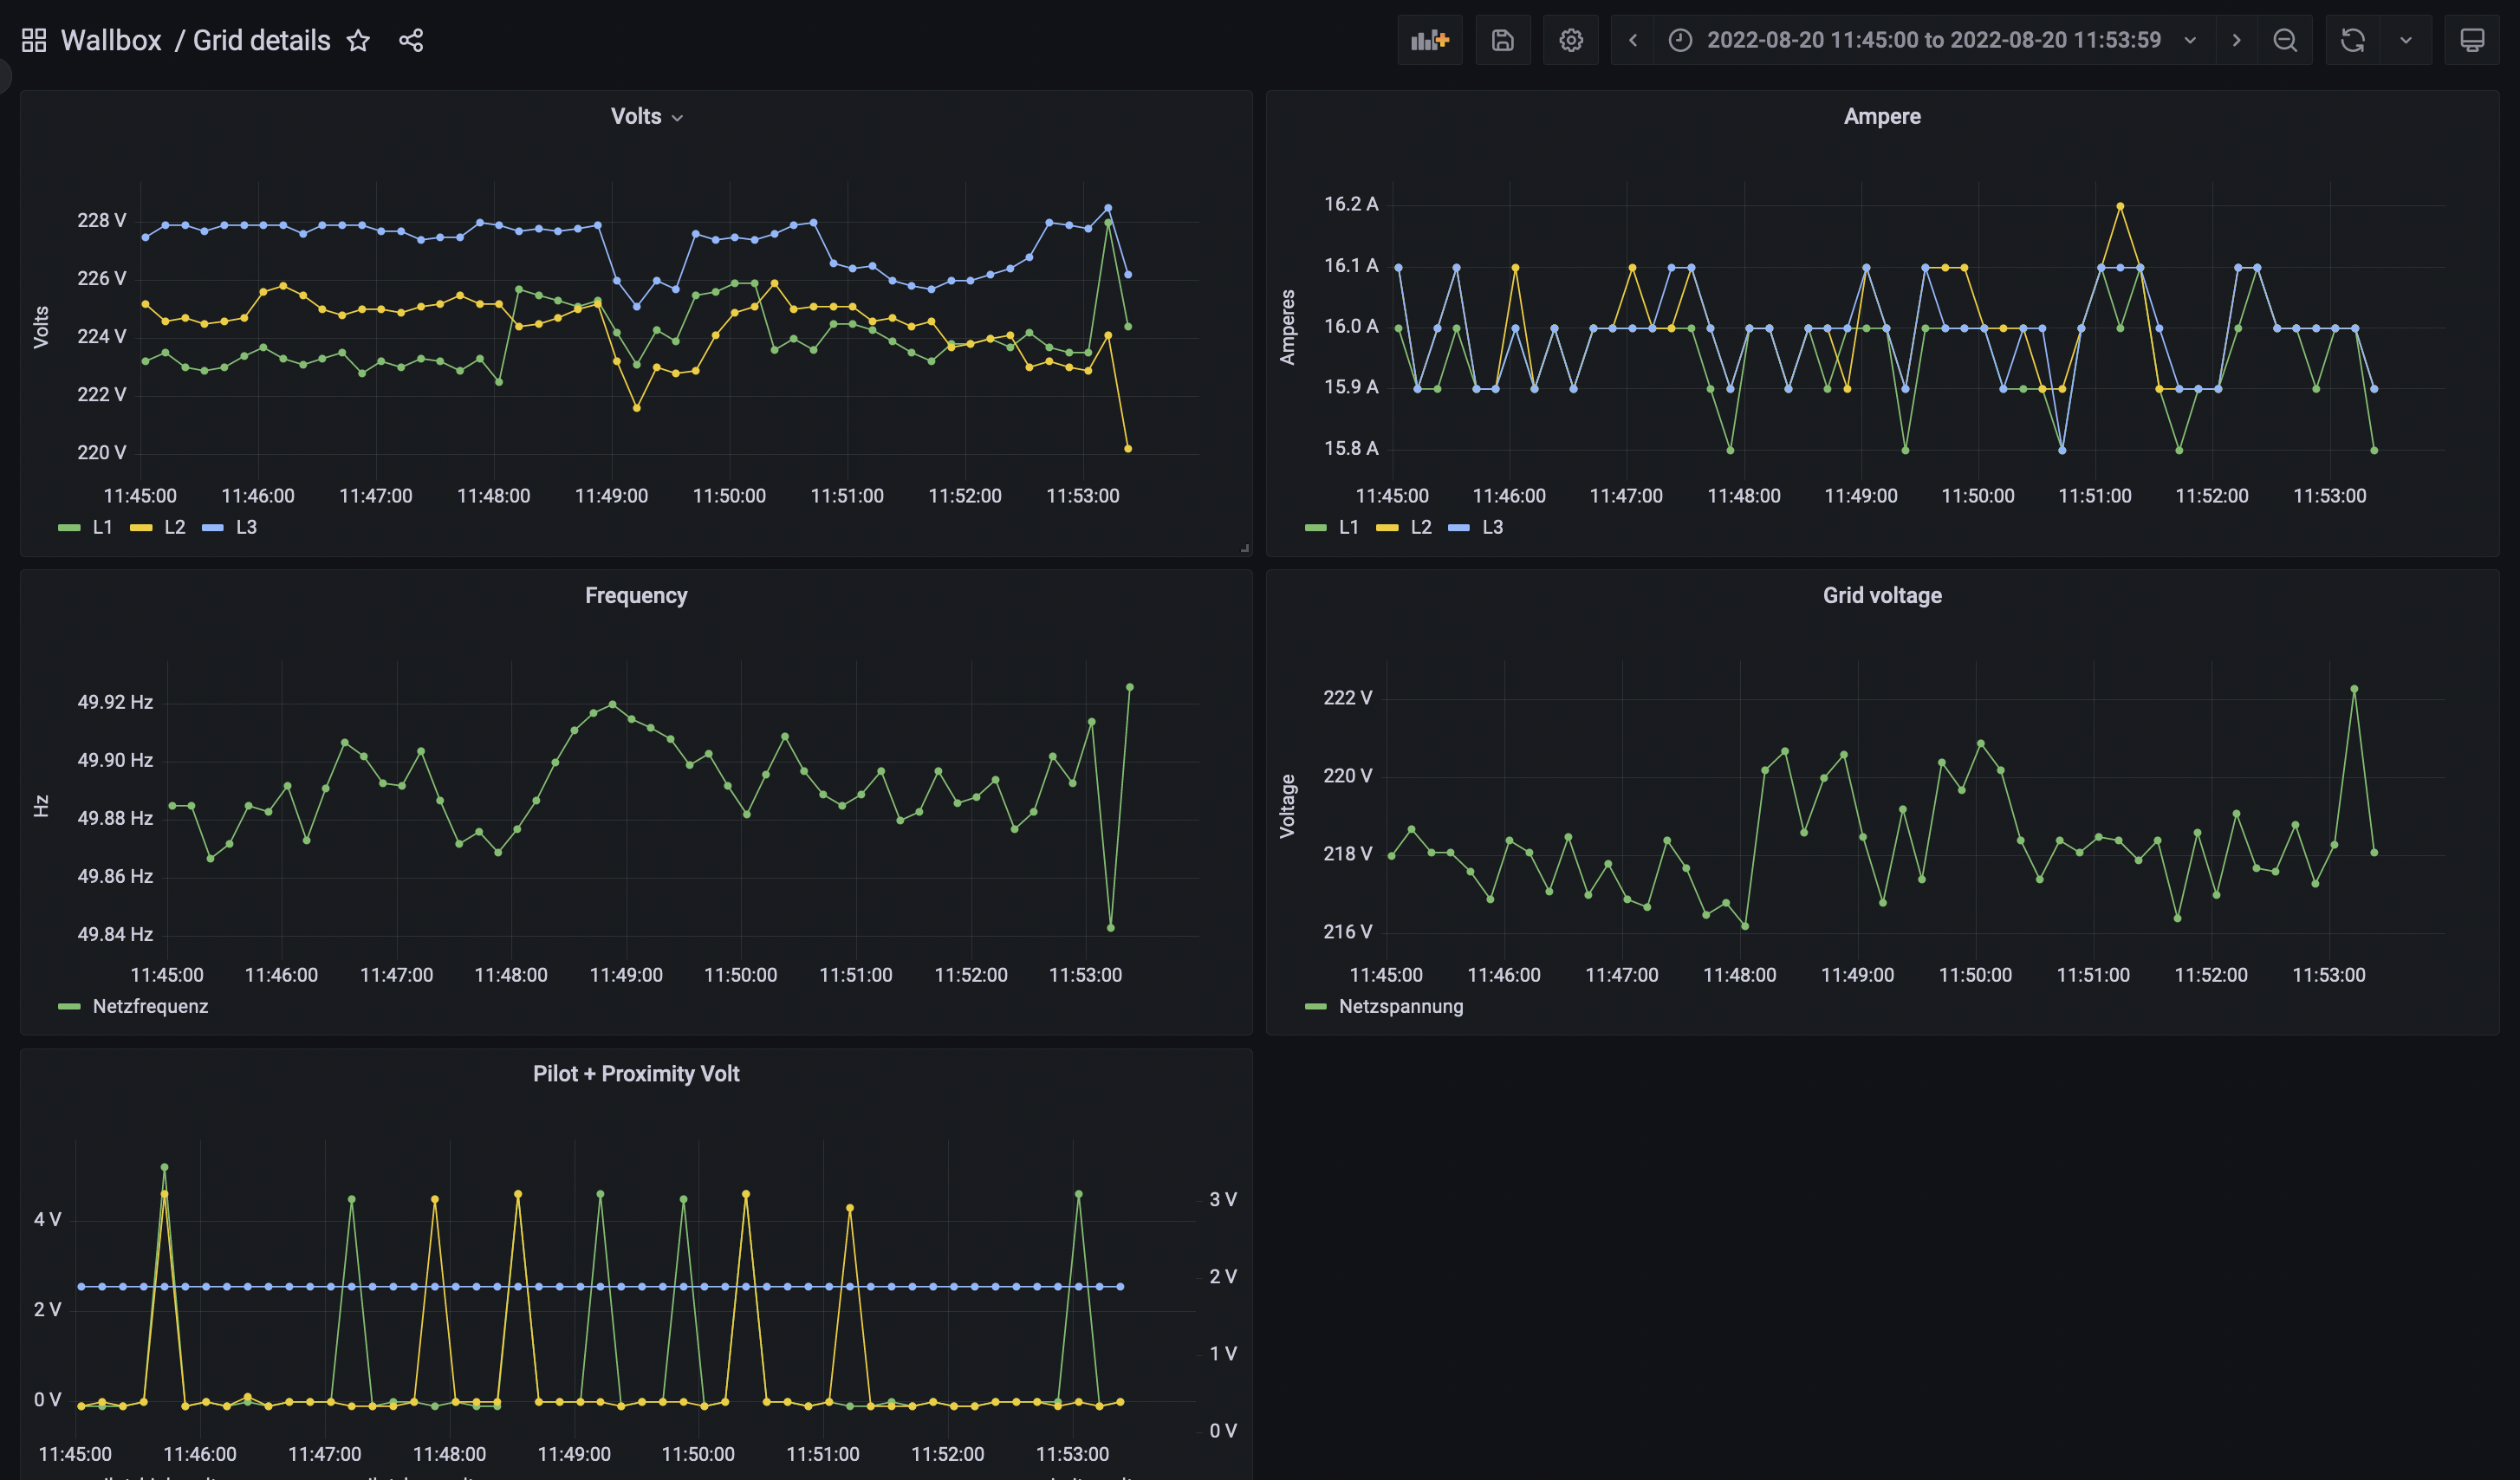 Wallbox / Grid details
2022-08-20 11:45:00 to 2022-08-20 11:53:59
Volts
Volts
228 V
226 V
224 V
222 V
220 V
11:45:00 11:46:00 11:47:00 11:48:00 11:49:00 11:50:00 11:51:00 11:52:00 11:53:00
L1 L2 L3
Ampere
Amperes
16.2 A
16.1 A
16.0 A
15.9 A
15.8 A
11:45:00 11:46:00 11:47:00 11:48:00 11:49:00 11:50:00 11:51:00 11:52:00 11:53:00
L1 L2 L3
Frequency
Hz
49.92 Hz
49.90 Hz
49.88 Hz
49.86 Hz
49.84 Hz
11:45:00 11:46:00 11:47:00 11:48:00 11:49:00 11:50:00 11:51:00 11:52:00 11:53:00
Netzfrequenz
Grid voltage
Voltage
222 V
220 V
218 V
216 V
11:45:00 11:46:00 11:47:00 11:48:00 11:49:00 11:50:00 11:51:00 11:52:00 11:53:00
Netzspannung
Pilot + Proximity Volt
4 V
2 V
0 V
3 V
2 V
1 V
0 V
11:45:00 11:46:00 11:47:00 11:48:00 11:49:00 11:50:00 11:51:00 11:52:00 11:53:00